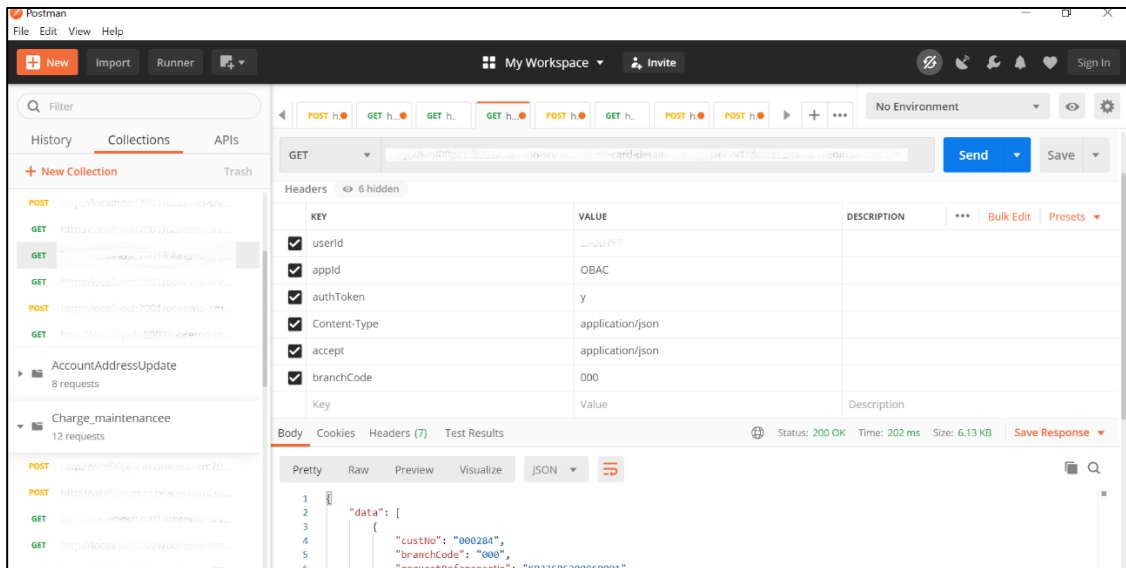 Postman
File Edit View Help
New Import Runner My Workspace Invite Sign In
Filter
History Collections APIs
+ New Collection Trash
POST
GET
GET
GET
POST
GET
AccountAddressUpdate
8 requests
Charge_maintenancee
12 requests
POST
POST
GET
GET
POST h. GET h... GET h.. GET h... POST h. GET h.. POST h. POST h. + ••• No Environment
GET Send Save
Headers 6 hidden
KEY VALUE DESCRIPTION ••• Bulk Edit Presets
userId
appId OBAC
authToken y
Content-Type application/json
accept application/json
branchCode 000
Key Value Description
Body Cookies Headers (7) Test Results Status: 200 OK Time: 202 ms Size: 6.13 KB Save Response
Pretty Raw Preview Visualize JSON
1 {
2 "data": [
3 {
4 "custNo": "000284",
5 "branchCode": "000",